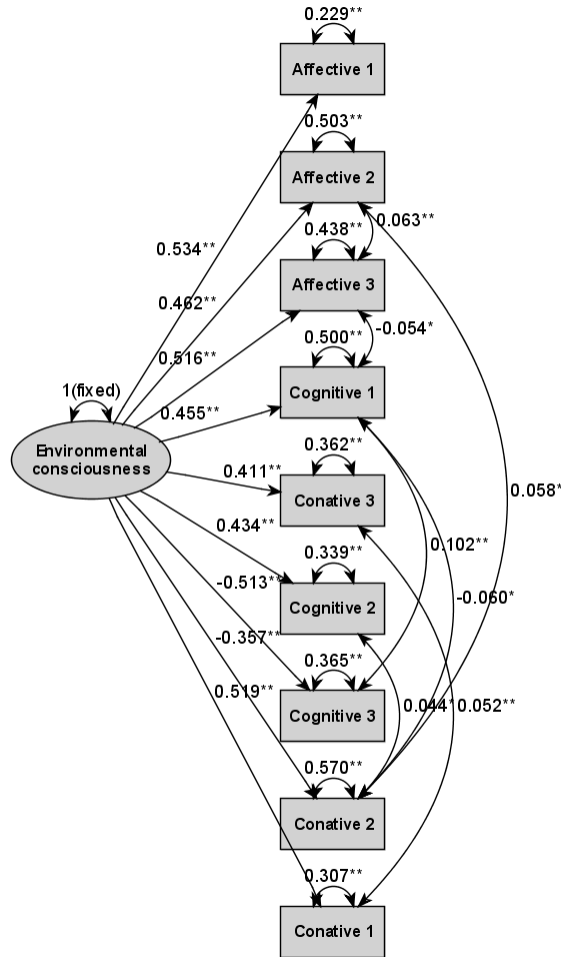 0.229**
Affective 1
0.503**
Affective 2
0.063**
0.438**
0.534**
Affective 3
0.462**
-0.054*
0.500**
0.516**
1(fixed)
Cognitive 1
0.455**
Environmental
consciousness
0.362**
0.411**
Conative 3
0.058*
0.434**
0.102**
0.339**
-0.513**
-0.060*
Cognitive 2
-0.357**
0.365**
0.519**
0.044*
0.052**
Cognitive 3
0.570**
Conative 2
0.307**
Conative 1